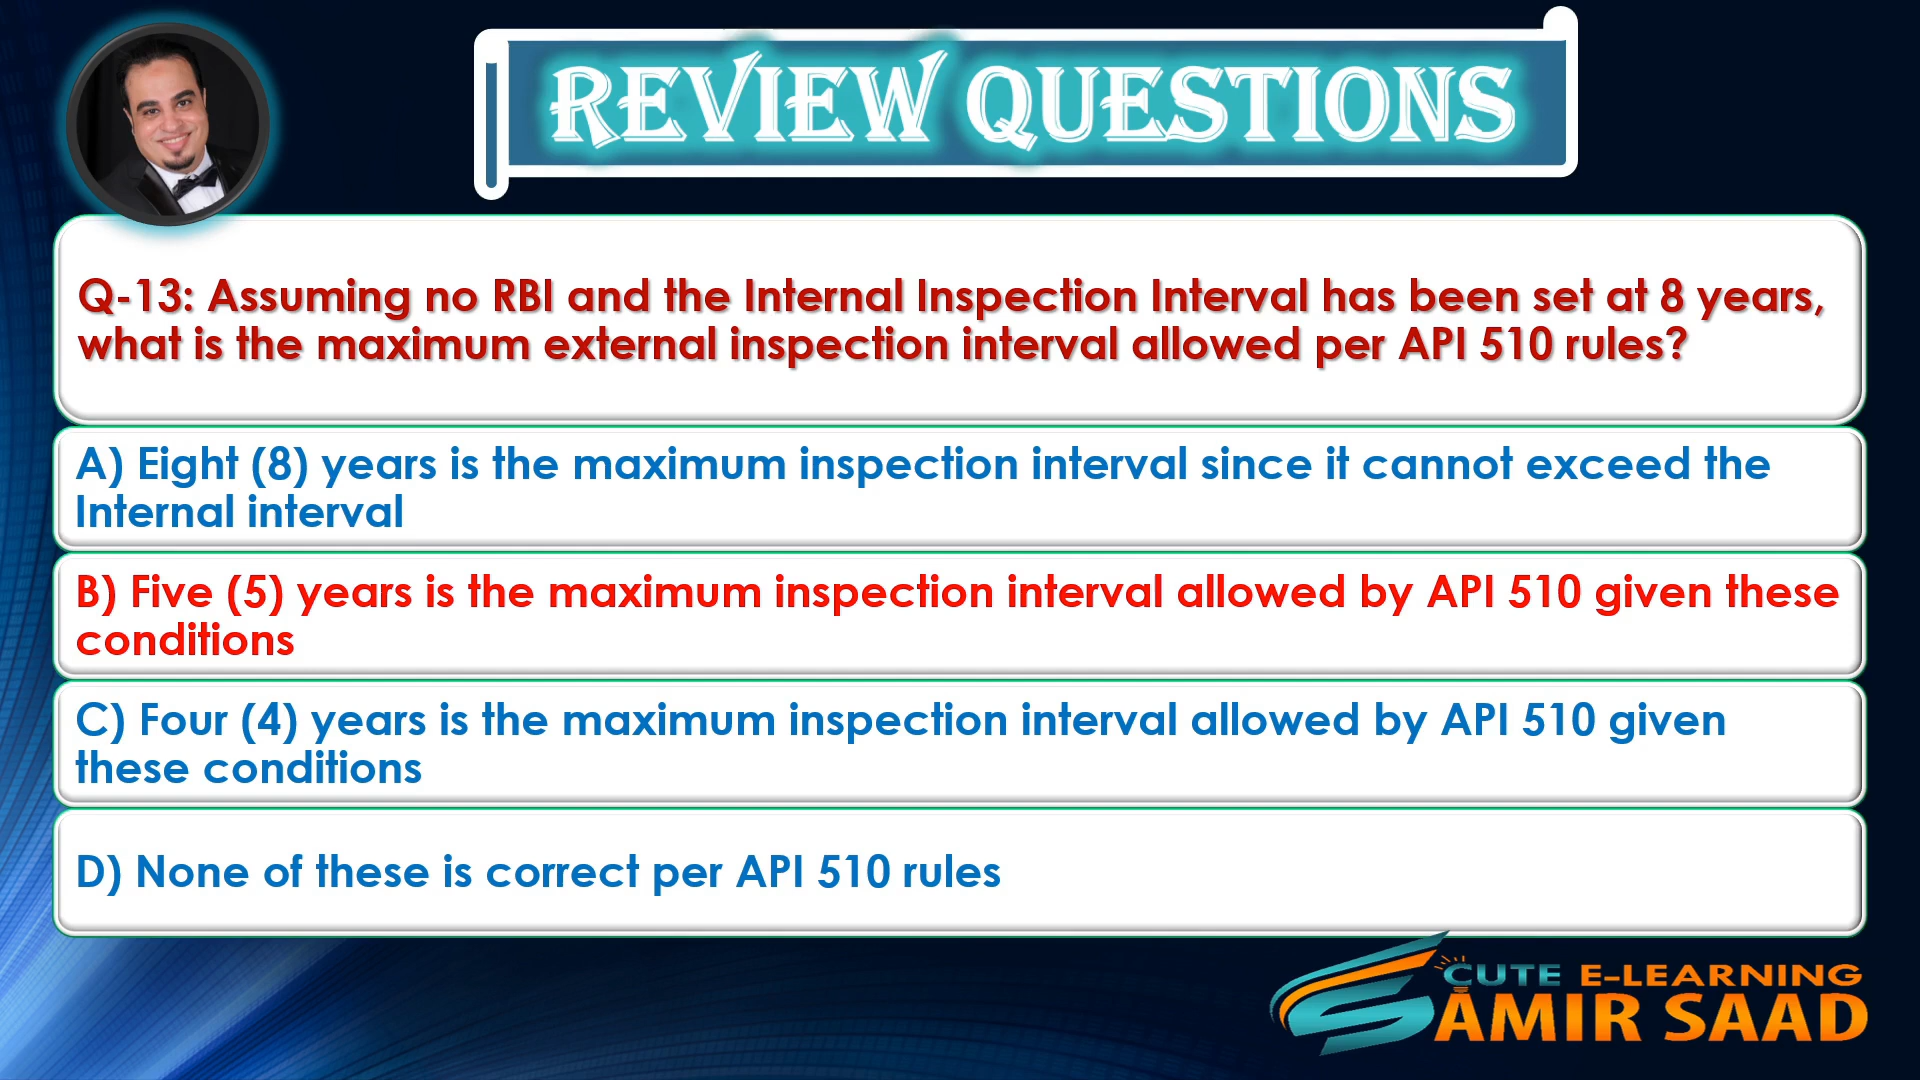 REVIEW QUESTIONS
Q-13: Assuming no RBI and the Internal Inspection Interval has been set at 8 years,
what is the maximum external inspection interval allowed per API 510 rules?
A) Eight (8) years is the maximum inspection interval since it cannot exceed the
Internal interval
B) Five (5) years is the maximum inspection interval allowed by API 510 given these
conditions
C) Four (4) years is the maximum inspection interval allowed by API 510 given
these conditions
D) None of these is correct per API 510 rules
CUTE E-LEARNING
AMIR SAAD